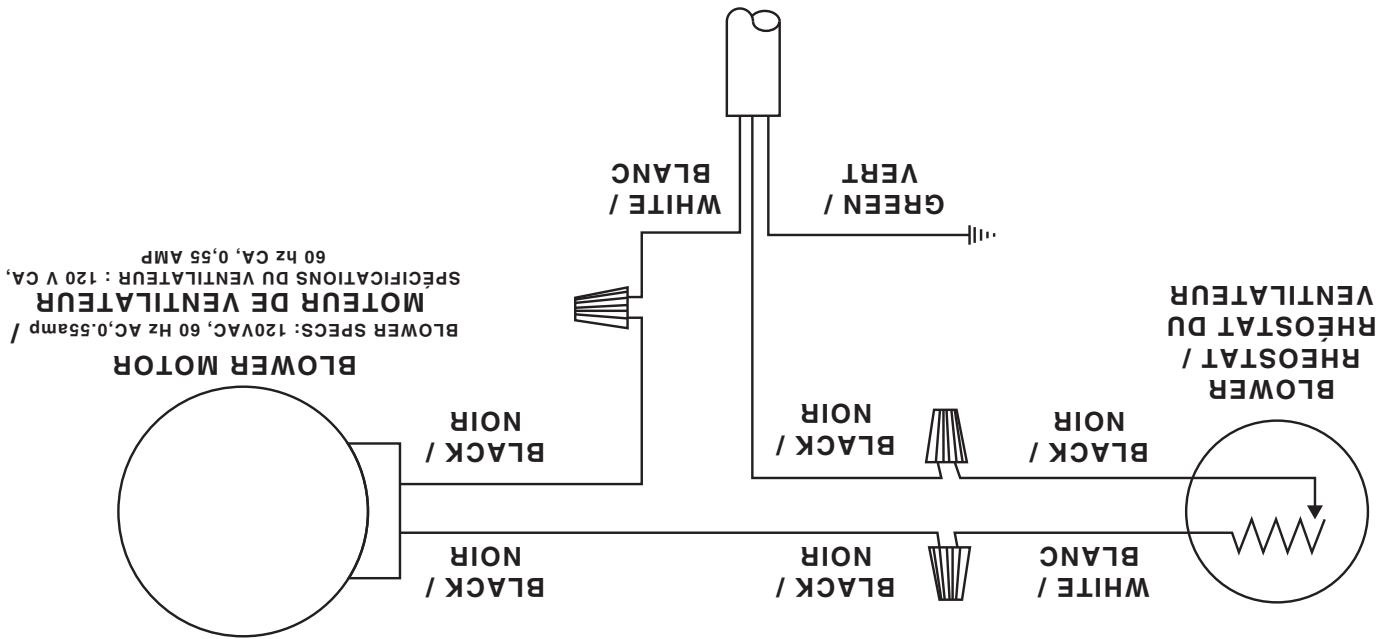 WHITE /
BLANC
BLACK /
NOIR
BLACK /
NOIR
BLACK /
NOIR
BLACK /
NOIR
BLACK /
NOIR
BLOWER
RHEOSTAT /
RHÉOSTAT DU
VENTILATEUR
BLOWER MOTOR
BLOWER SPECS: 120VAC, 60 Hz AC,0.55amp /
MOTEUR DE VENTILATEUR
SPÉCIFICATIONS DU VENTILATEUR : 120 V CA,
60 hz CA, 0,55 AMP
GREEN /
VERT
WHITE /
BLANC